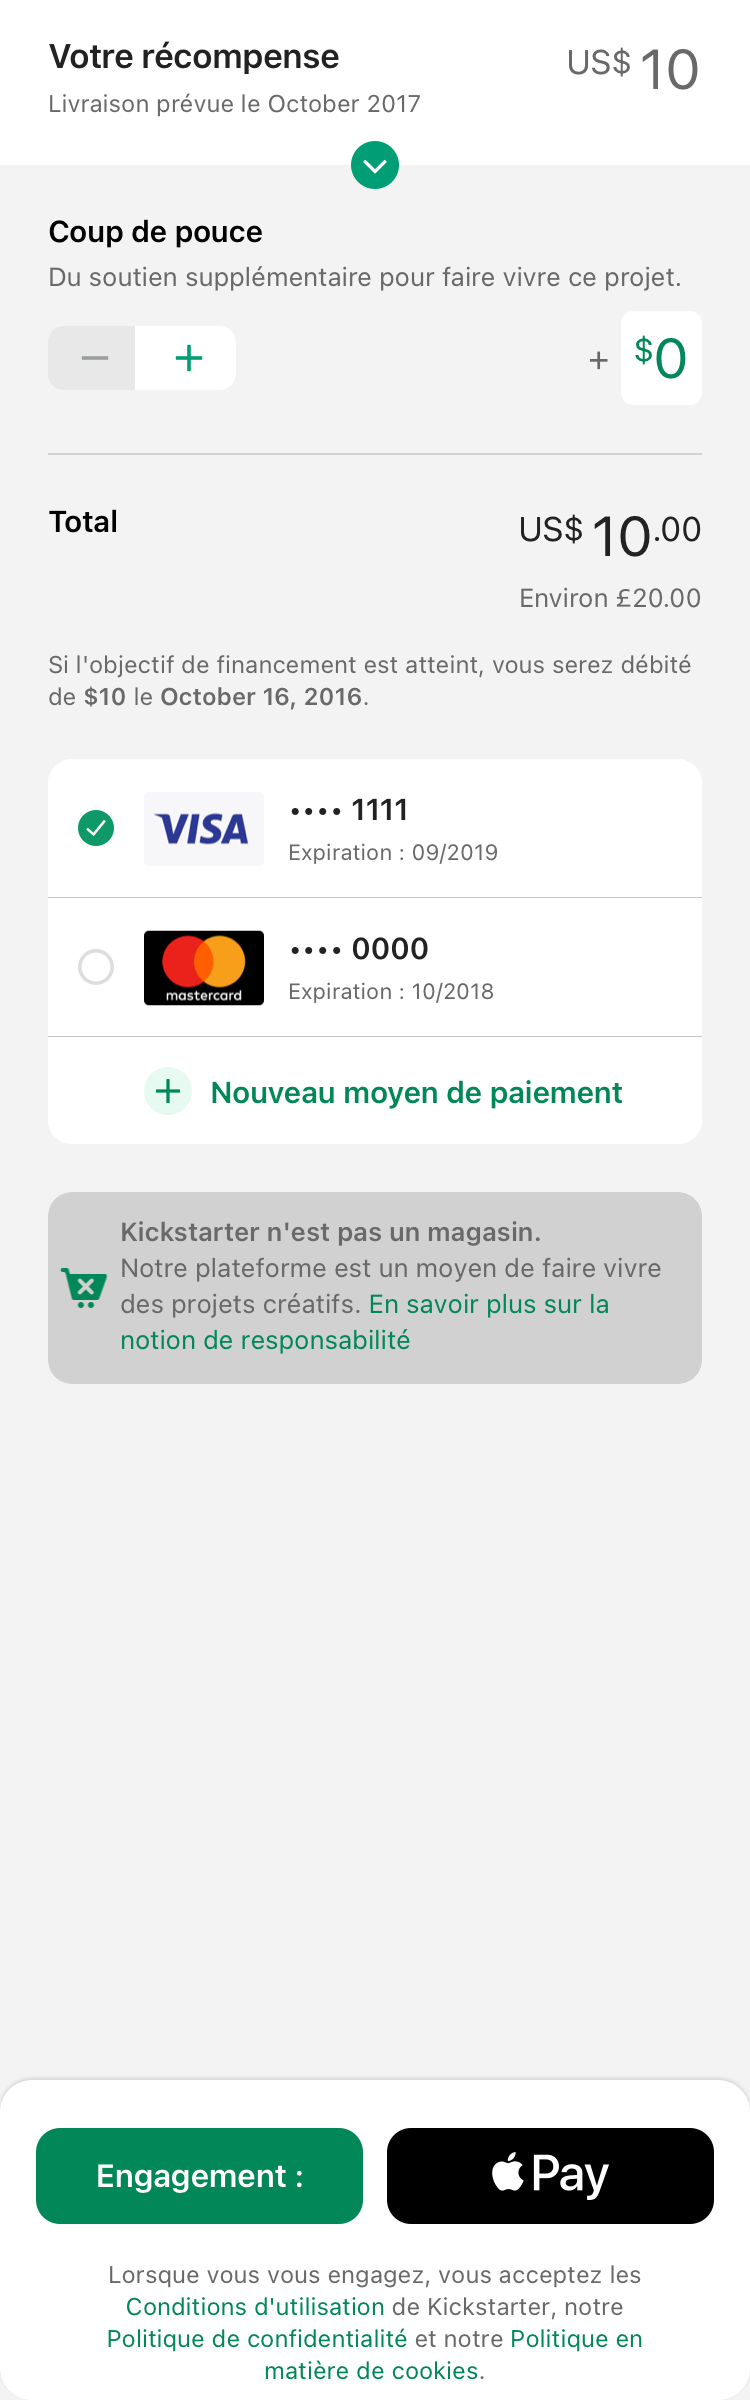 Votre récompense
US$ 10
Livraison prévue le October 2017
Coup de pouce
Du soutien supplémentaire pour faire vivre ce projet.
− +
+ $0
Total
US$ 10.00
Environ £20.00
Si l'objectif de financement est atteint, vous serez débité
de $10 le October 16, 2016.
VISA
•••• 1111
Expiration : 09/2019
mastercard
•••• 0000
Expiration : 10/2018
+ Nouveau moyen de paiement
Kickstarter n'est pas un magasin.
Notre plateforme est un moyen de faire vivre
des projets créatifs. En savoir plus sur la
notion de responsabilité
Engagement :
Pay
Lorsque vous vous engagez, vous acceptez les
Conditions d'utilisation de Kickstarter, notre
Politique de confidentialité et notre Politique en
matière de cookies.